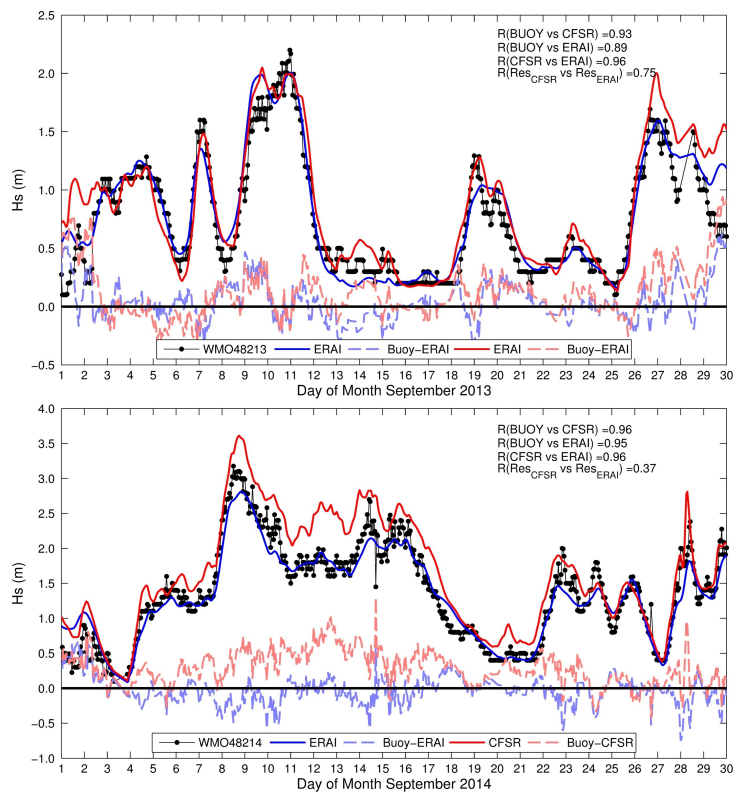 2.5
R(BUOY vs CFSR) =0.93
R(BUOY vs ERAI) =0.89
R(CFSR vs ERAI) =0.96
R(Res_CFSR vs Res_ERAI) =0.75
2.0
1.5
1.0
0.5
0.0
−0.5
Hs (m)
WMO48213 ERAI Buoy−ERAI ERAI Buoy−ERAI
1 2 3 4 5 6 7 8 9 10 11 12 13 14 15 16 17 18 19 20 21 22 23 24 25 26 27 28 29 30
Day of Month September 2013
4.0
R(BUOY vs CFSR) =0.96
R(BUOY vs ERAI) =0.95
R(CFSR vs ERAI) =0.96
R(Res_CFSR vs Res_ERAI) =0.37
3.5
3.0
2.5
2.0
1.5
1.0
0.5
0.0
−0.5
−1.0
Hs (m)
WMO48214 ERAI Buoy−ERAI CFSR Buoy−CFSR
1 2 3 4 5 6 7 8 9 10 11 12 13 14 15 16 17 18 19 20 21 22 23 24 25 26 27 28 29 30
Day of Month September 2014